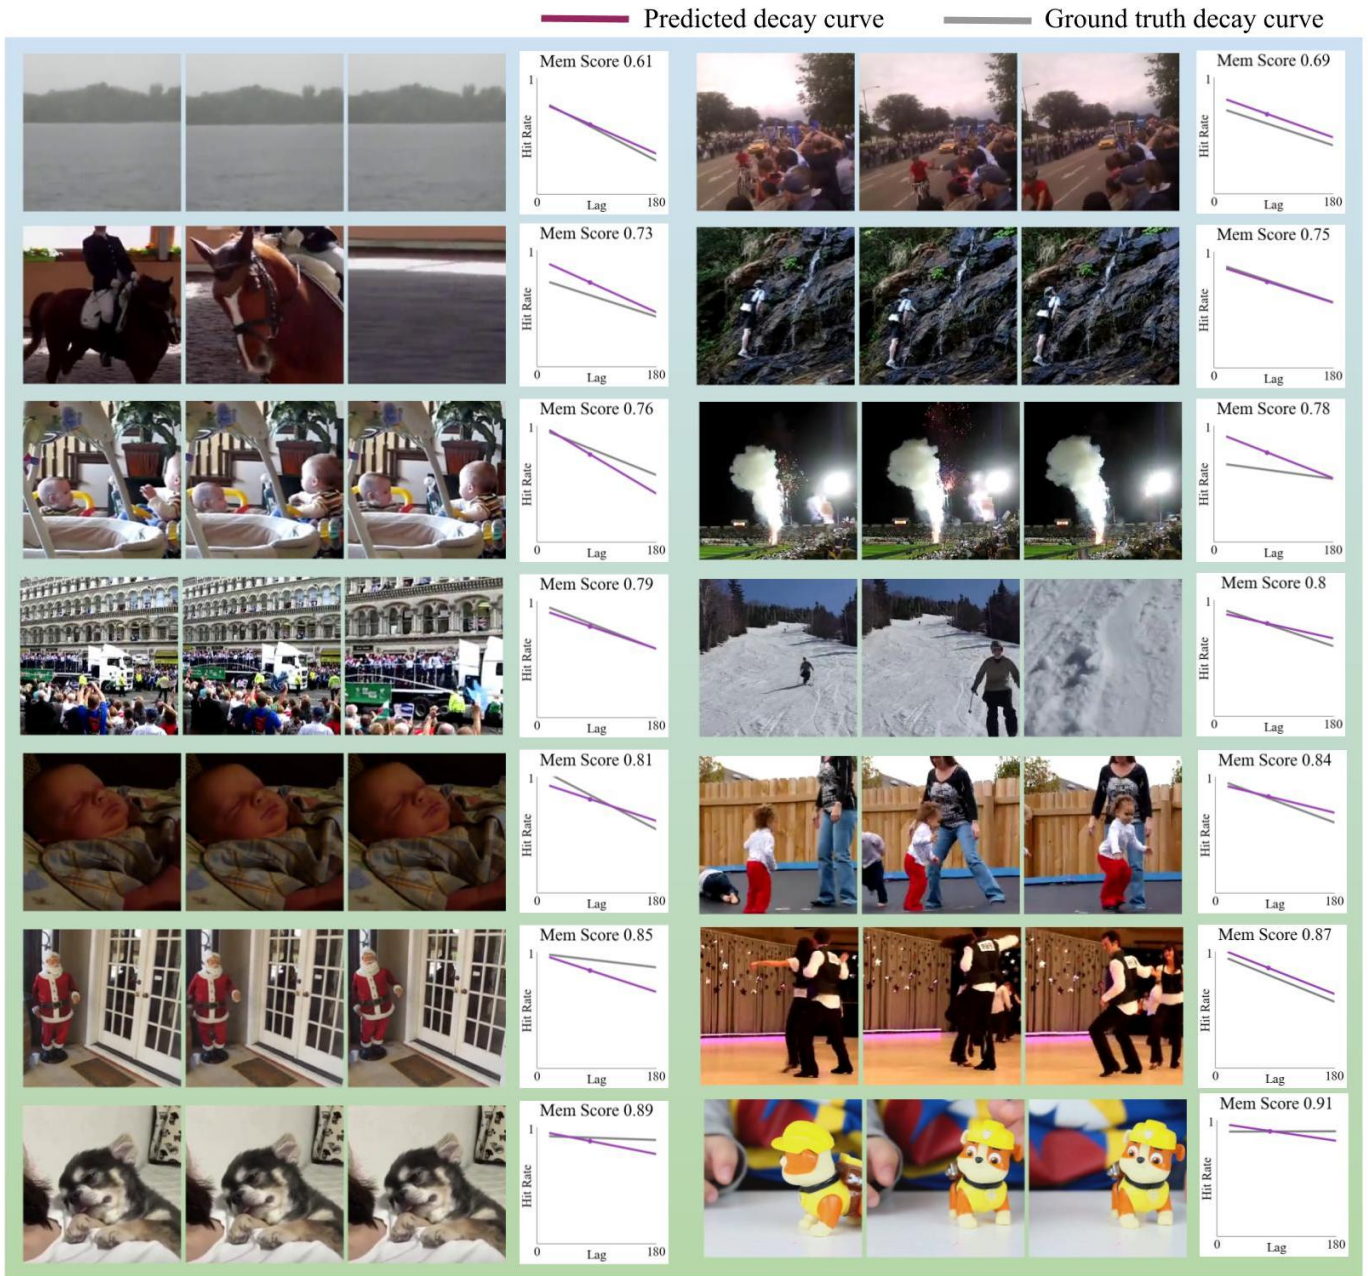 Predicted decay curve    Ground truth decay curve
Mem Score 0.61
1
Hit Rate
0 Lag 180
Mem Score 0.69
1
Hit Rate
0 Lag 180
Mem Score 0.73
1
Hit Rate
0 Lag 180
Mem Score 0.75
1
Hit Rate
0 Lag 180
Mem Score 0.76
1
Hit Rate
0 Lag 180
Mem Score 0.78
1
Hit Rate
0 Lag 180
Mem Score 0.79
1
Hit Rate
0 Lag 180
Mem Score 0.8
1
Hit Rate
0 Lag 180
Mem Score 0.81
1
Hit Rate
0 Lag 180
Mem Score 0.84
1
Hit Rate
0 Lag 180
Mem Score 0.85
1
Hit Rate
0 Lag 180
Mem Score 0.87
1
Hit Rate
0 Lag 180
Mem Score 0.89
1
Hit Rate
0 Lag 180
Mem Score 0.91
1
Hit Rate
0 Lag 180